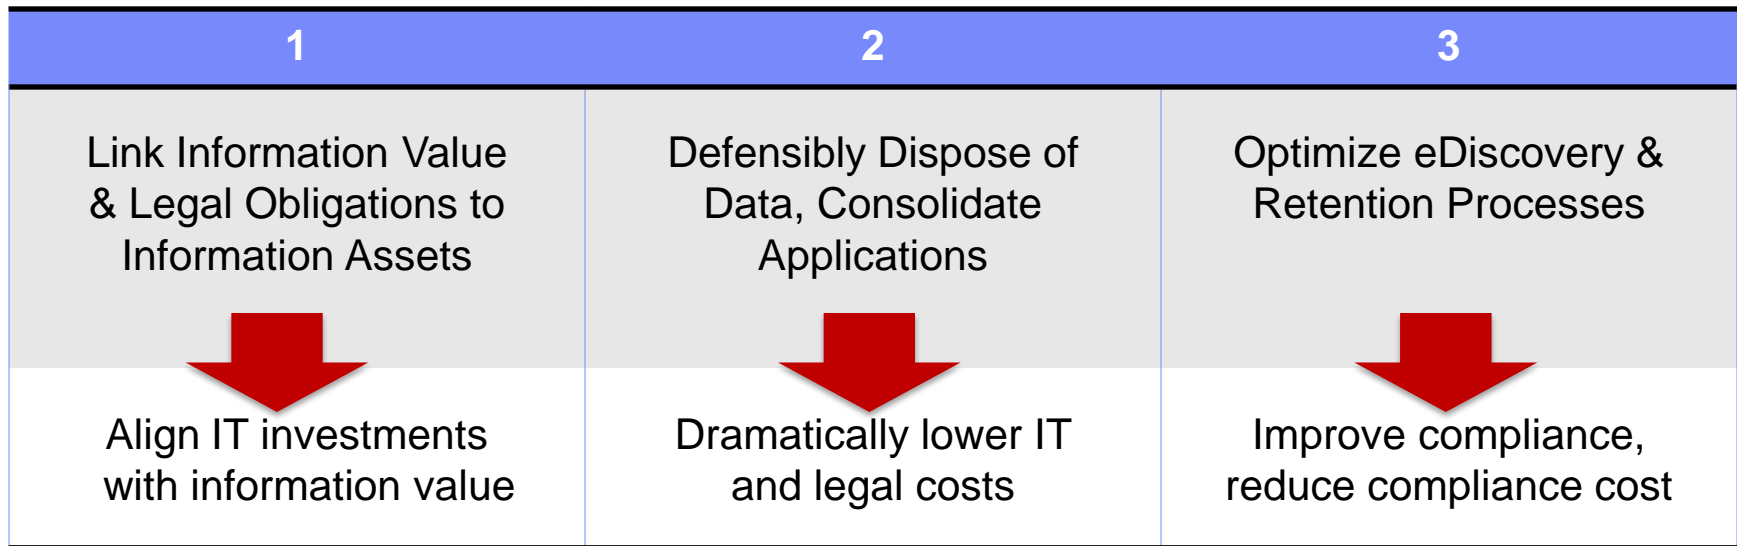 1
2
3
Link Information Value
& Legal Obligations to
Information Assets
Defensibly Dispose of
Data, Consolidate
Applications
Optimize eDiscovery &
Retention Processes
Align IT investments
with information value
Dramatically lower IT
and legal costs
Improve compliance,
reduce compliance cost